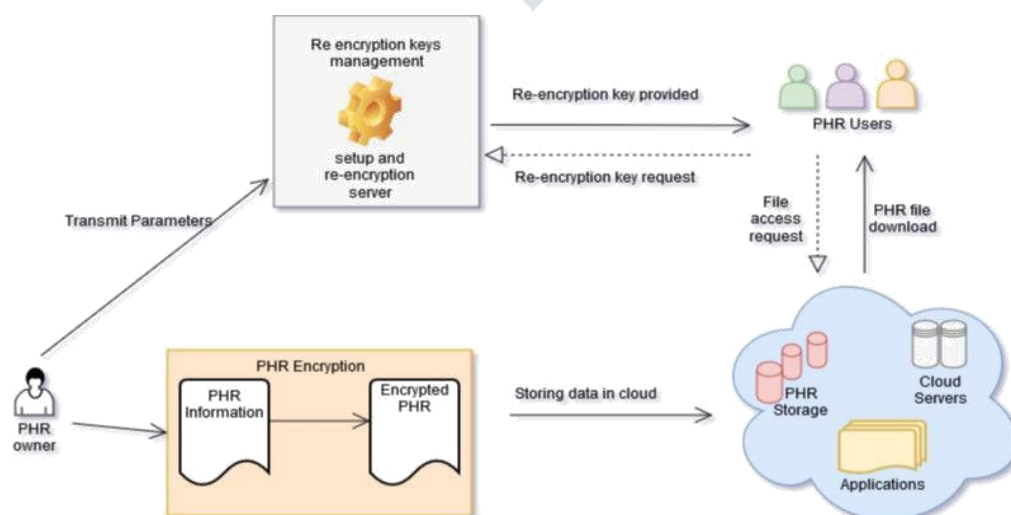 Re encryption keys
management
setup and
re-encryption
server
Re-encryption key provided
PHR Users
Re-encryption key request
Transmit Parameters
File
access
request
PHR file
download
PHR Encryption
PHR
Information
Encrypted
PHR
Storing data in cloud
PHR
owner
PHR
Storage
Cloud
Servers
Applications